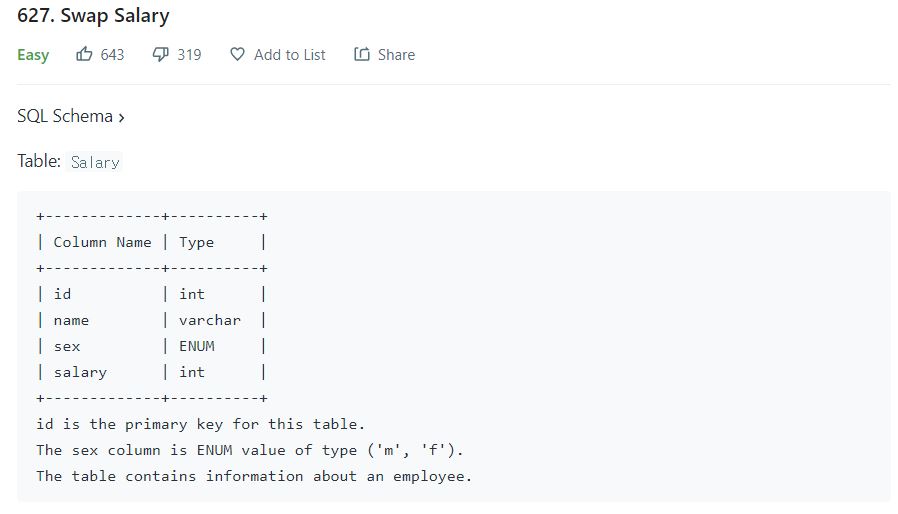 627. Swap Salary
Easy 643 319 Add to List Share
SQL Schema ›
Table: Salary
+-------------+----------+
| Column Name | Type     |
+-------------+----------+
| id          | int      |
| name        | varchar  |
| sex         | ENUM     |
| salary      | int      |
+-------------+----------+
id is the primary key for this table.
The sex column is ENUM value of type ('m', 'f').
The table contains information about an employee.